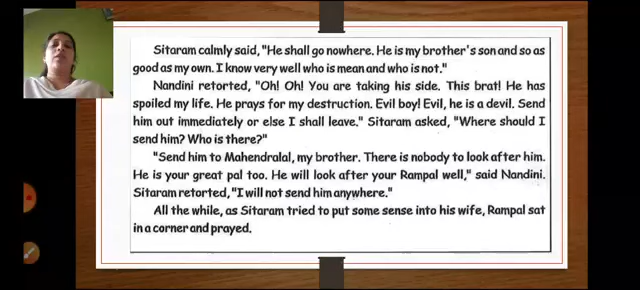 Sitaram calmly said, "He shall go nowhere. He is my brother's son and so as
good as my own. I know very well who is mean and who is not."
Nandini retorted, "Oh! Oh! You are taking his side. This brat! He has
spoiled my life. He prays for my destruction. Evil boy! Evil, he is a devil. Send
him out immediately or else I shall leave." Sitaram asked, "Where should I
send him? Who is there?"
"Send him to Mahendralal, my brother. There is nobody to look after him.
He is your great pal too. He will look after your Rampal well," said Nandini.
Sitaram retorted, "I will not send him anywhere."
All the while, as Sitaram tried to put some sense into his wife, Rampal sat
in a corner and prayed.